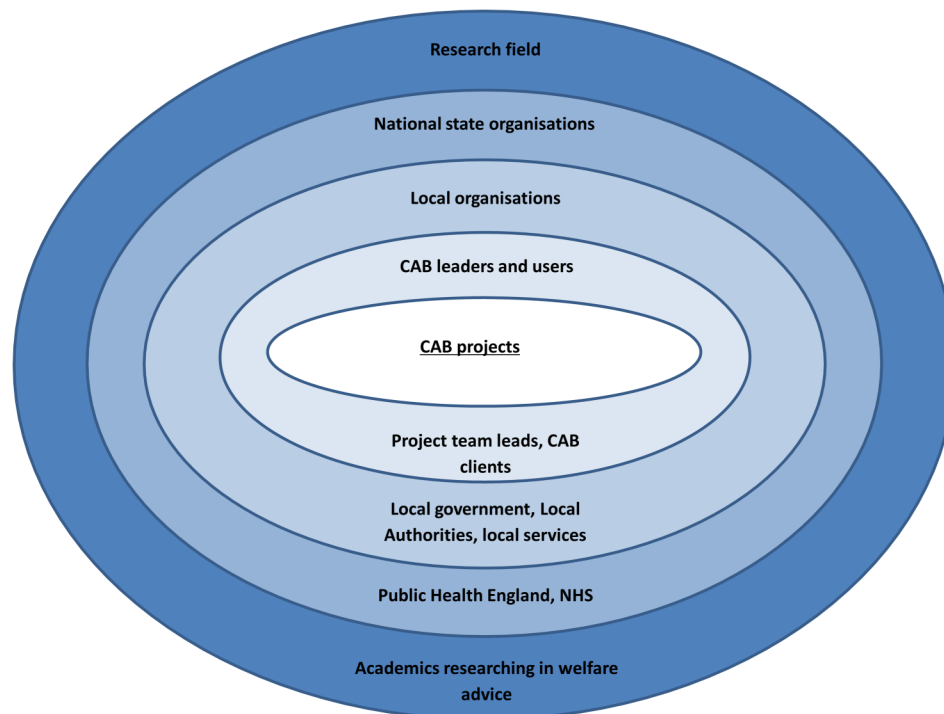 Research field
National state organisations
Local organisations
CAB leaders and users
CAB projects
Project team leads, CAB
clients
Local government, Local
Authorities, local services
Public Health England, NHS
Academics researching in welfare
advice